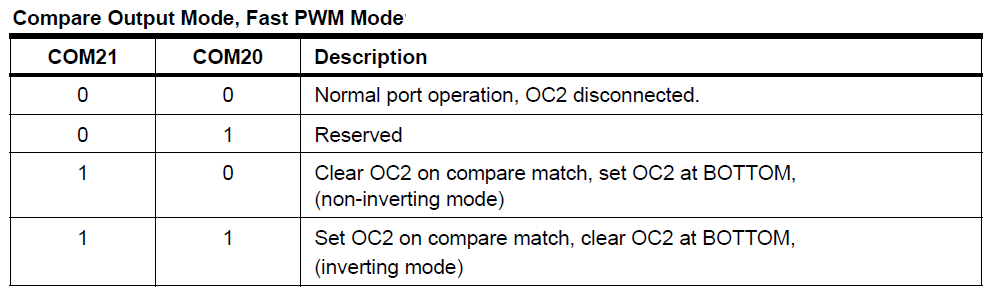 Compare Output Mode, Fast PWM Mode
COM21 COM20 Description
0 0 Normal port operation, OC2 disconnected.
0 1 Reserved
1 0 Clear OC2 on compare match, set OC2 at BOTTOM,
(non-inverting mode)
1 1 Set OC2 on compare match, clear OC2 at BOTTOM,
(inverting mode)